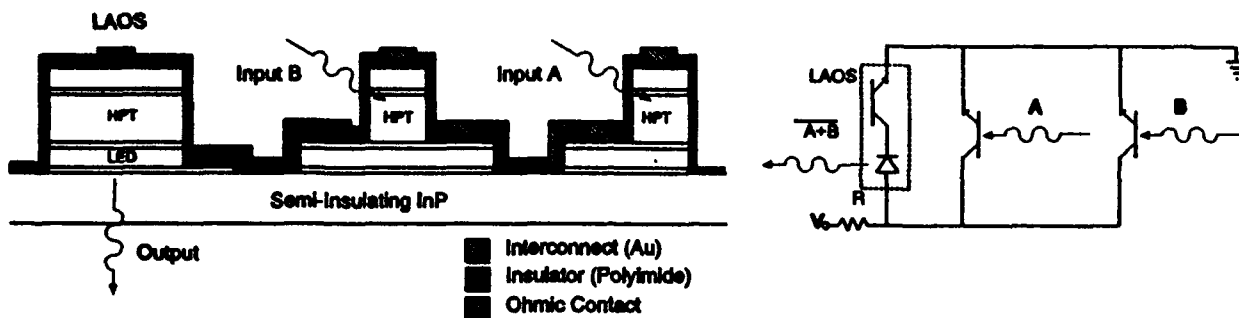 LAOS
Input B
Input A
HPT
HPT
HPT
LED
Semi-insulating InP
Output
Interconnect (Au)
Insulator (Polyimide)
Ohmic Contact
LAOS
A
B
A+B
R
V₀